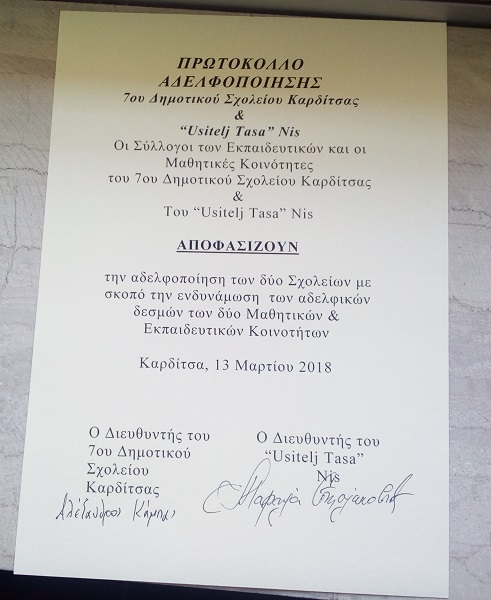 ΠΡΩΤΟΚΟΛΛΟ
ΑΔΕΛΦΟΠΟΙΗΣΗΣ
7ου Δημοτικού Σχολείου Καρδίτσας
&
“Usitelj Tasa” Nis
Οι Σύλλογοι των Εκπαιδευτικών και οι
Μαθητικές Κοινότητες
του 7ου Δημοτικού Σχολείου Καρδίτσας
&
Του “Usitelj Tasa” Nis
ΑΠΟΦΑΣΙΖΟΥΝ
την αδελφοποίηση των δύο Σχολείων με
σκοπό την ενδυνάμωση των αδελφικών
δεσμών των δύο Μαθητικών &
Εκπαιδευτικών Κοινοτήτων
Καρδίτσα, 13 Μαρτίου 2018
Ο Διευθυντής του
7ου Δημοτικού
Σχολείου
Καρδίτσας
Αλέξανδρος
Ο Διευθυντής του
“Usitelj Tasa”
Nis